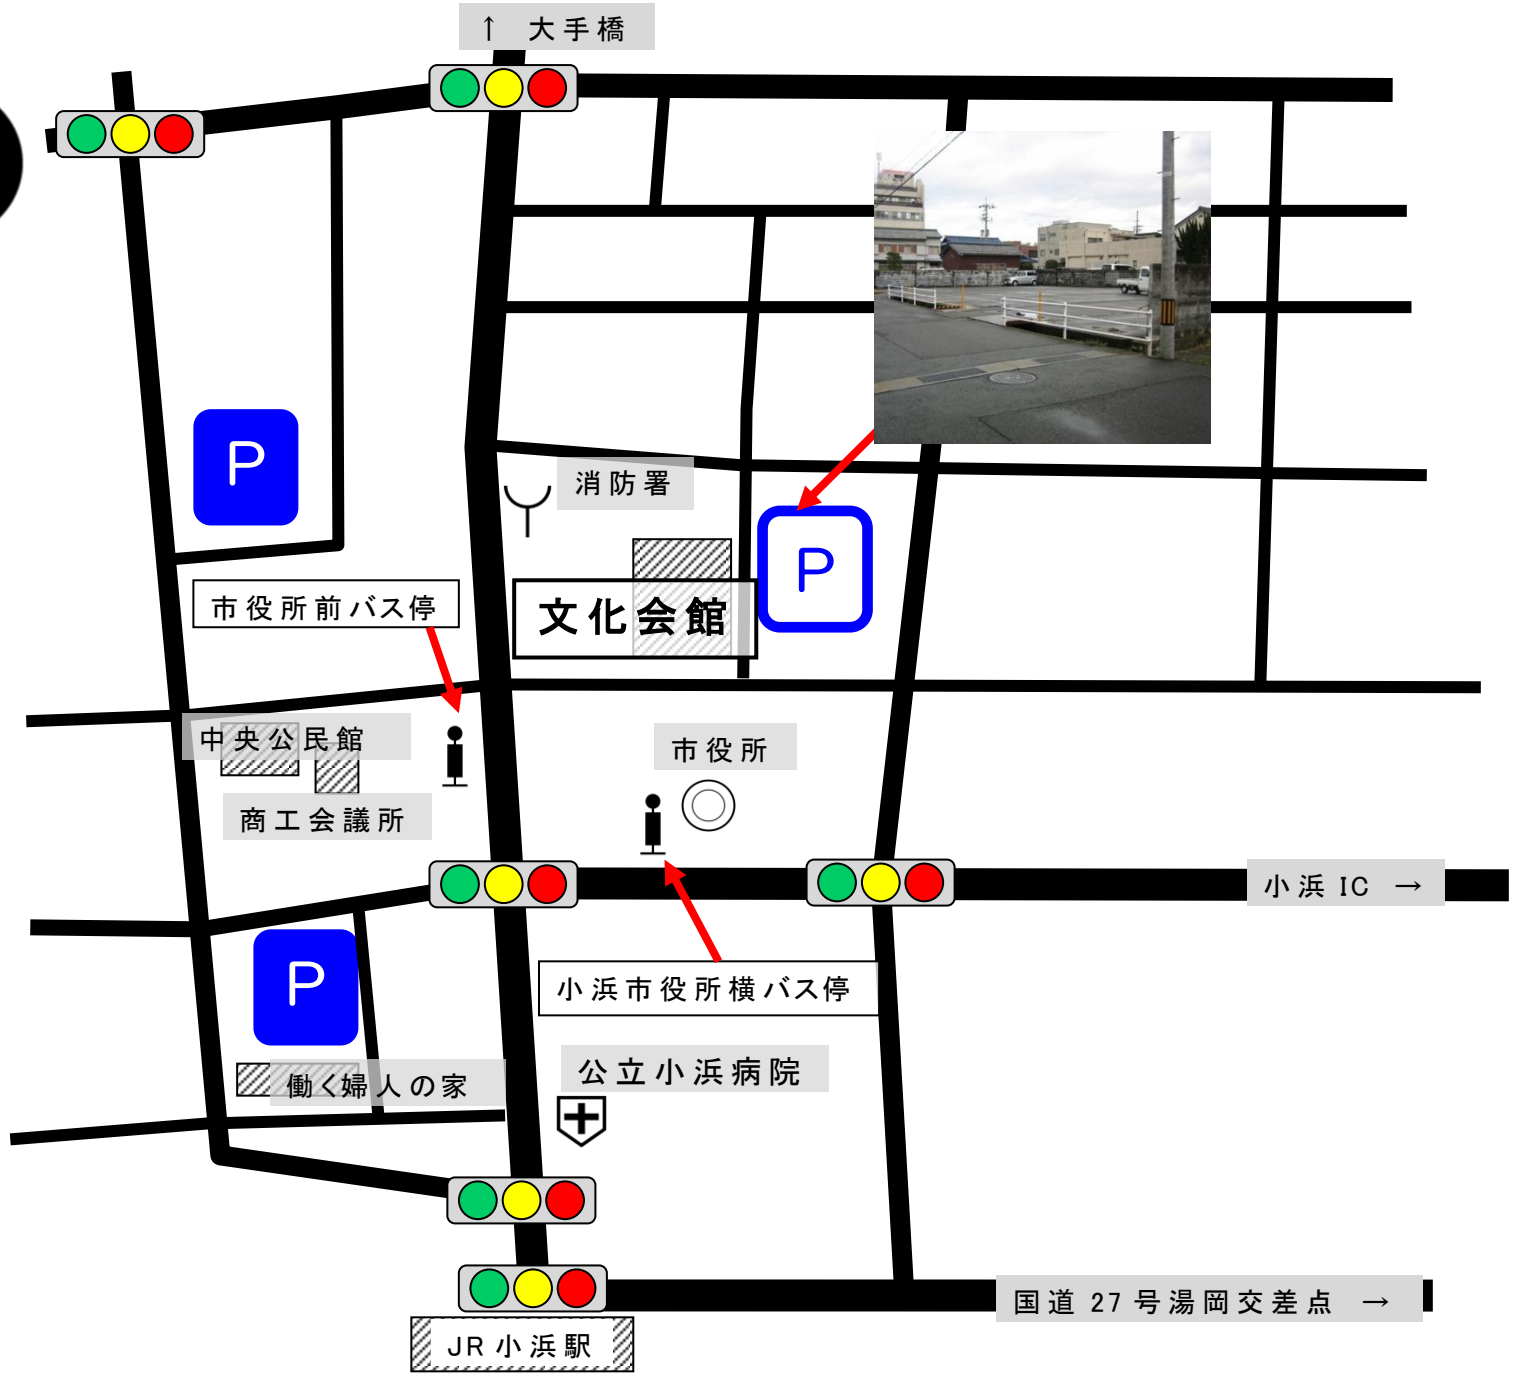 ↑ 大手橋
P
消防署
P
市役所前バス停
文化会館
中央公民館
市役所
商工会議所
小浜 IC →
P
小浜市役所横バス停
公立小浜病院
働く婦人の家
国道 27 号湯岡交差点 →
JR 小浜駅